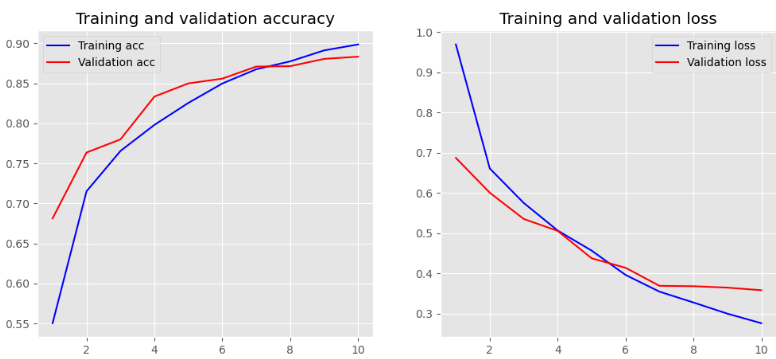 Training and validation accuracy
0.90
0.85
0.80
0.75
0.70
0.65
0.60
0.55
Training acc
Validation acc
2 4 6 8 10
Training and validation loss
1.0
0.9
0.8
0.7
0.6
0.5
0.4
0.3
Training loss
Validation loss
2 4 6 8 10